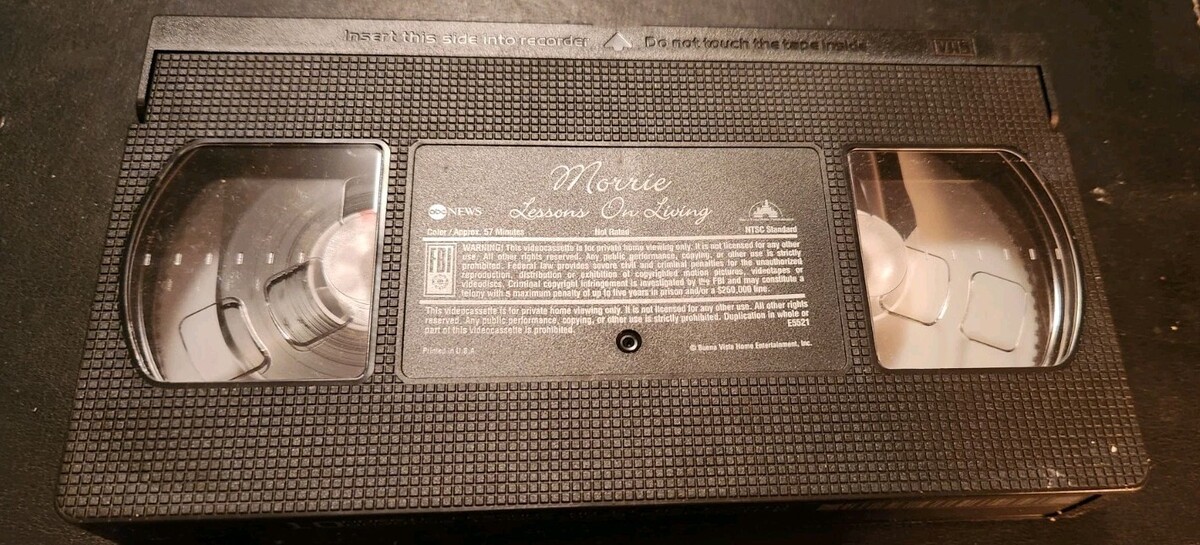 Insert this side into recorder Do not touch the tape inside VHS
Morrie
abc NEWS Lessons On Living
Color / Approx. 57 Minutes Not Rated NTSC Standard
FBI
WARNING! This videocassette is for private home viewing only. It is not licensed for any other
use. All other rights reserved. Any public performance, copying, or other use is strictly
prohibited. Federal law provides severe civil and criminal penalties for the unauthorized
reproduction, distribution or exhibition of copyrighted motion pictures, videotapes or
videodiscs. Criminal copyright infringement is investigated by the FBI and may constitute a
felony with a maximum penalty of up to five years in prison and/or a $250,000 fine.
This videocassette is for private home viewing only. It is not licensed for any other use. All other rights
reserved. Any public performance, copying, or other use is strictly prohibited. Duplication in whole or
part of this videocassette is prohibited. E5521
Printed in U.S.A. © Buena Vista Home Entertainment, Inc.